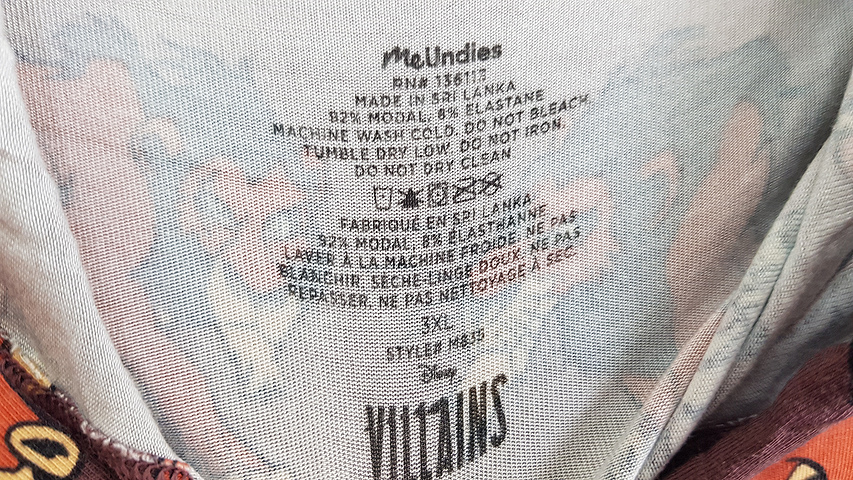 MeUndies
RN# 136112
MADE IN SRI LANKA
92% MODAL, 8% ELASTANE
MACHINE WASH COLD. DO NOT BLEACH.
TUMBLE DRY LOW. DO NOT IRON.
DO NOT DRY CLEAN
FABRIQUÉ EN SRI LANKA
92% MODAL, 8% ÉLASTHANNE
LAVER À LA MACHINE FROIDE. NE PAS
BLANCHIR. SÈCHE-LINGE DOUX. NE PAS
REPASSER. NE PAS NETTOYAGE À SEC.
3XL
STYLE# M835
Disney
VILLAINS